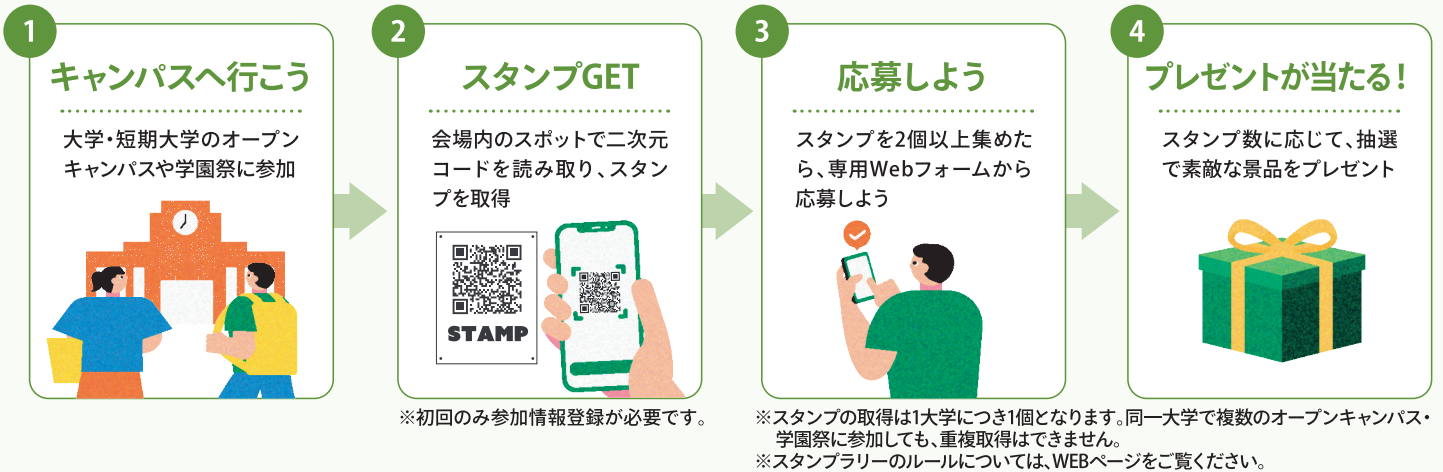 1
キャンパスへ行こう
大学・短期大学のオープン
キャンパスや学園祭に参加
2
スタンプGET
会場内のスポットで二次元
コードを読み取り、スタン
プを取得
STAMP
※初回のみ参加情報登録が必要です。
3
応募しよう
スタンプを2個以上集めた
ら、専用Webフォームから
応募しよう
4
プレゼントが当たる!
スタンプ数に応じて、抽選
で素敵な景品をプレゼント
※スタンプの取得は1大学につき1個となります。同一大学で複数のオープンキャンパス・
学園祭に参加しても、重複取得はできません。
※スタンプラリーのルールについては、WEBページをご覧ください。